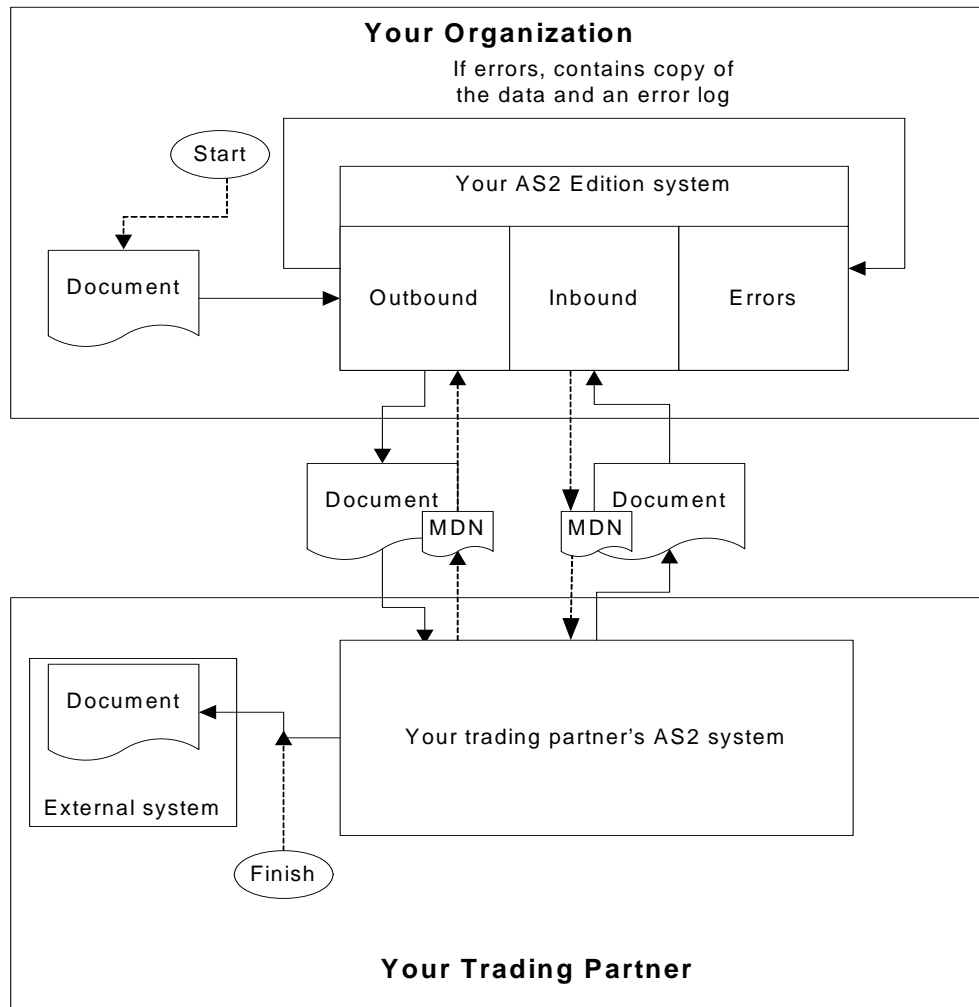 Your Organization
If errors, contains copy of
the data and an error log
Start
Your AS2 Edition system
Document
Outbound
Inbound
Errors
Document
MDN
MDN
Document
Document
External system
Your trading partner's AS2 system
Finish
Your Trading Partner